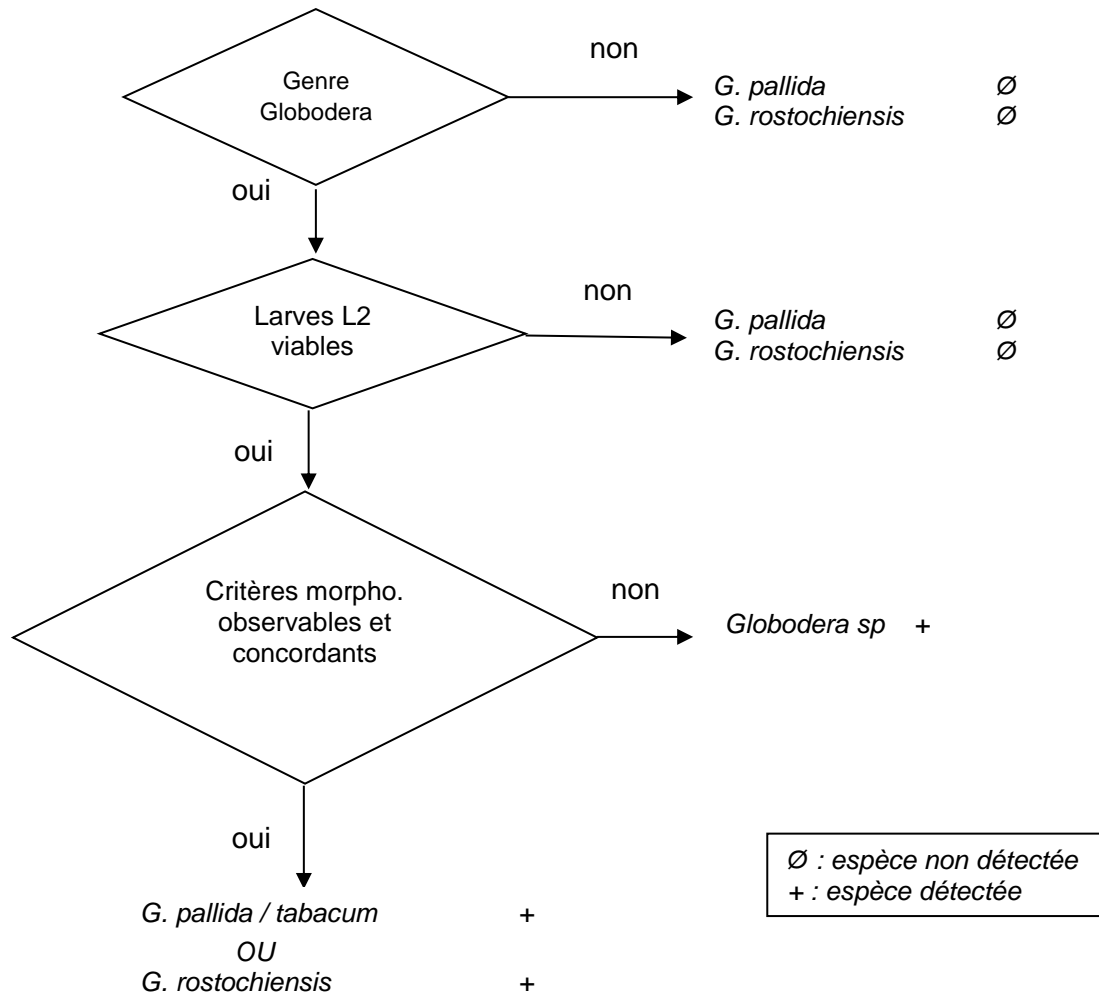 non
Genre
Globodera
G. pallida Ø
G. rostochiensis Ø
oui
non
Larves L2
viables
G. pallida Ø
G. rostochiensis Ø
oui
Critères morpho.
observables et
concordants
non
Globodera sp +
oui
Ø : espèce non détectée
+ : espèce détectée
G. pallida / tabacum +
OU
G. rostochiensis +